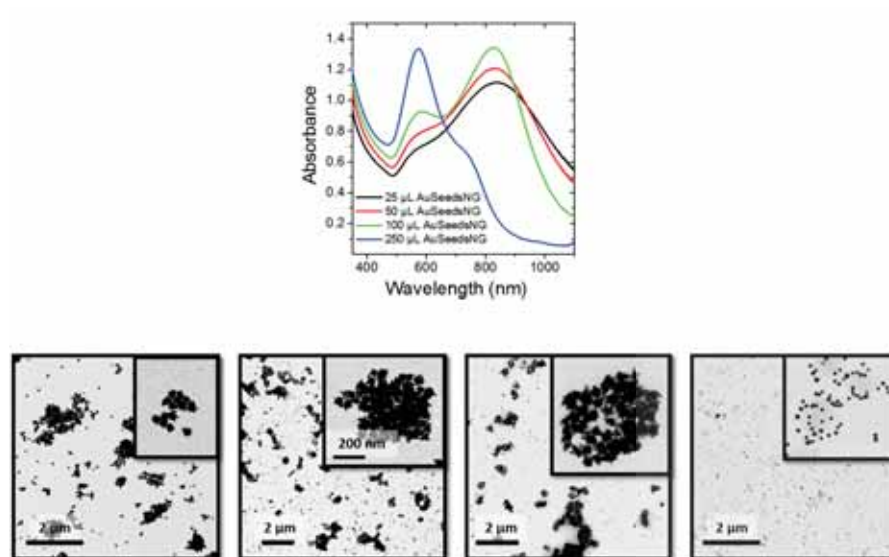 1.4
1.2
1.0
0.8
0.6
0.4
0.2
Absorbance
25 µL AuSeedsNG
50 µL AuSeedsNG
100 µL AuSeedsNG
250 µL AuSeedsNG
400 600 800 1000
Wavelength (nm)
200 nm
2 µm 2 µm 2 µm 2 µm